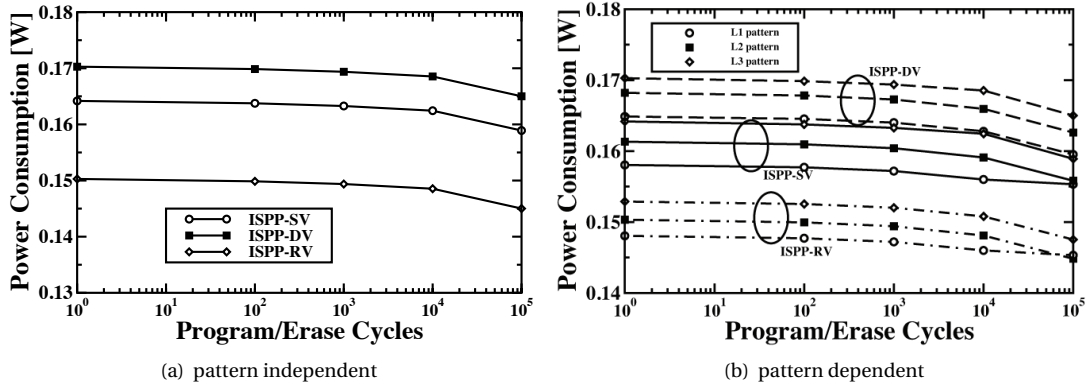 0.18
0.17
0.16
0.15
0.14
0.13
Power Consumption [W]
ISPP-SV
ISPP-DV
ISPP-RV
10^0 10^1 10^2 10^3 10^4 10^5
Program/Erase Cycles
(a) pattern independent
0.18
0.17
0.16
0.15
0.14
Power Consumption [W]
L1 pattern
L2 pattern
L3 pattern
ISPP-DV
ISPP-SV
ISPP-RV
10^0 10^1 10^2 10^3 10^4 10^5
Program/Erase Cycles
(b) pattern dependent